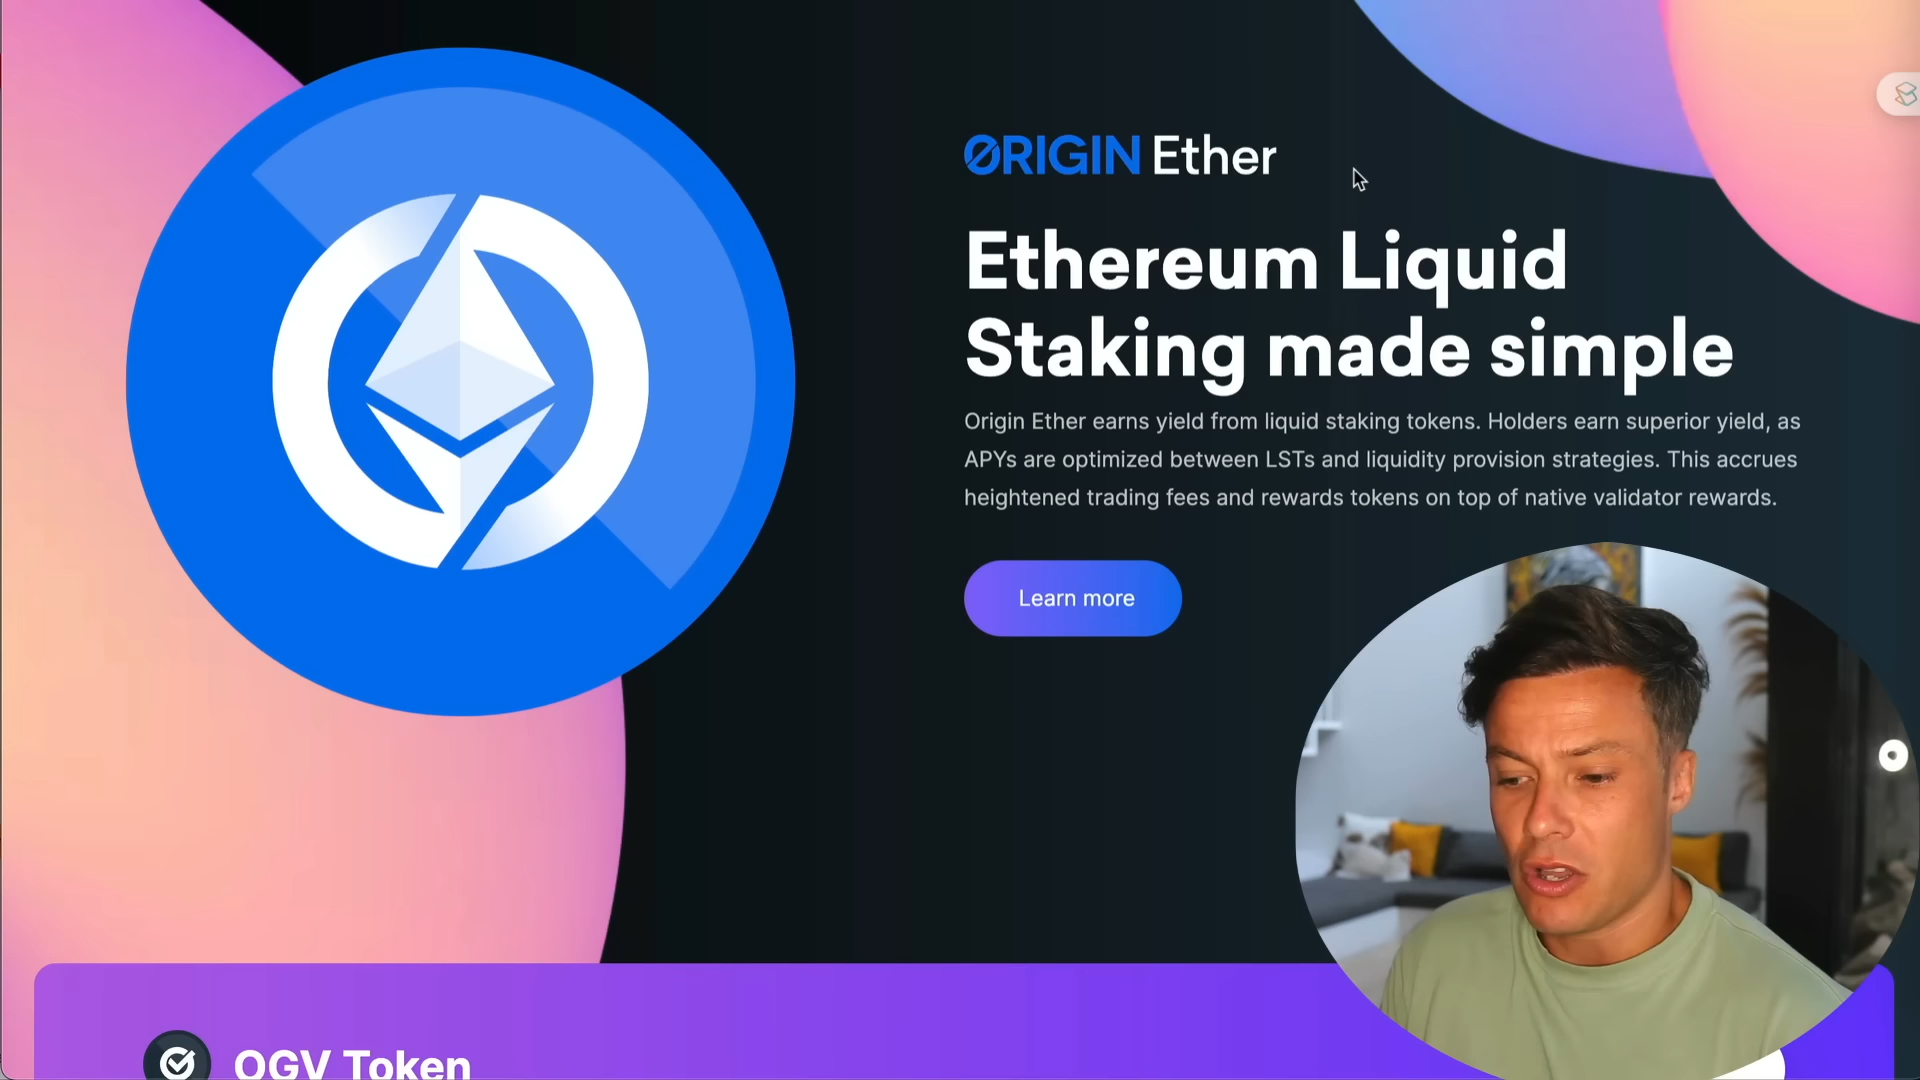 ORIGIN Ether
Ethereum Liquid
Staking made simple
Origin Ether earns yield from liquid staking tokens. Holders earn superior yield, as
APYs are optimized between LSTs and liquidity provision strategies. This accrues
heightened trading fees and rewards tokens on top of native validator rewards.
Learn more
OGV Token